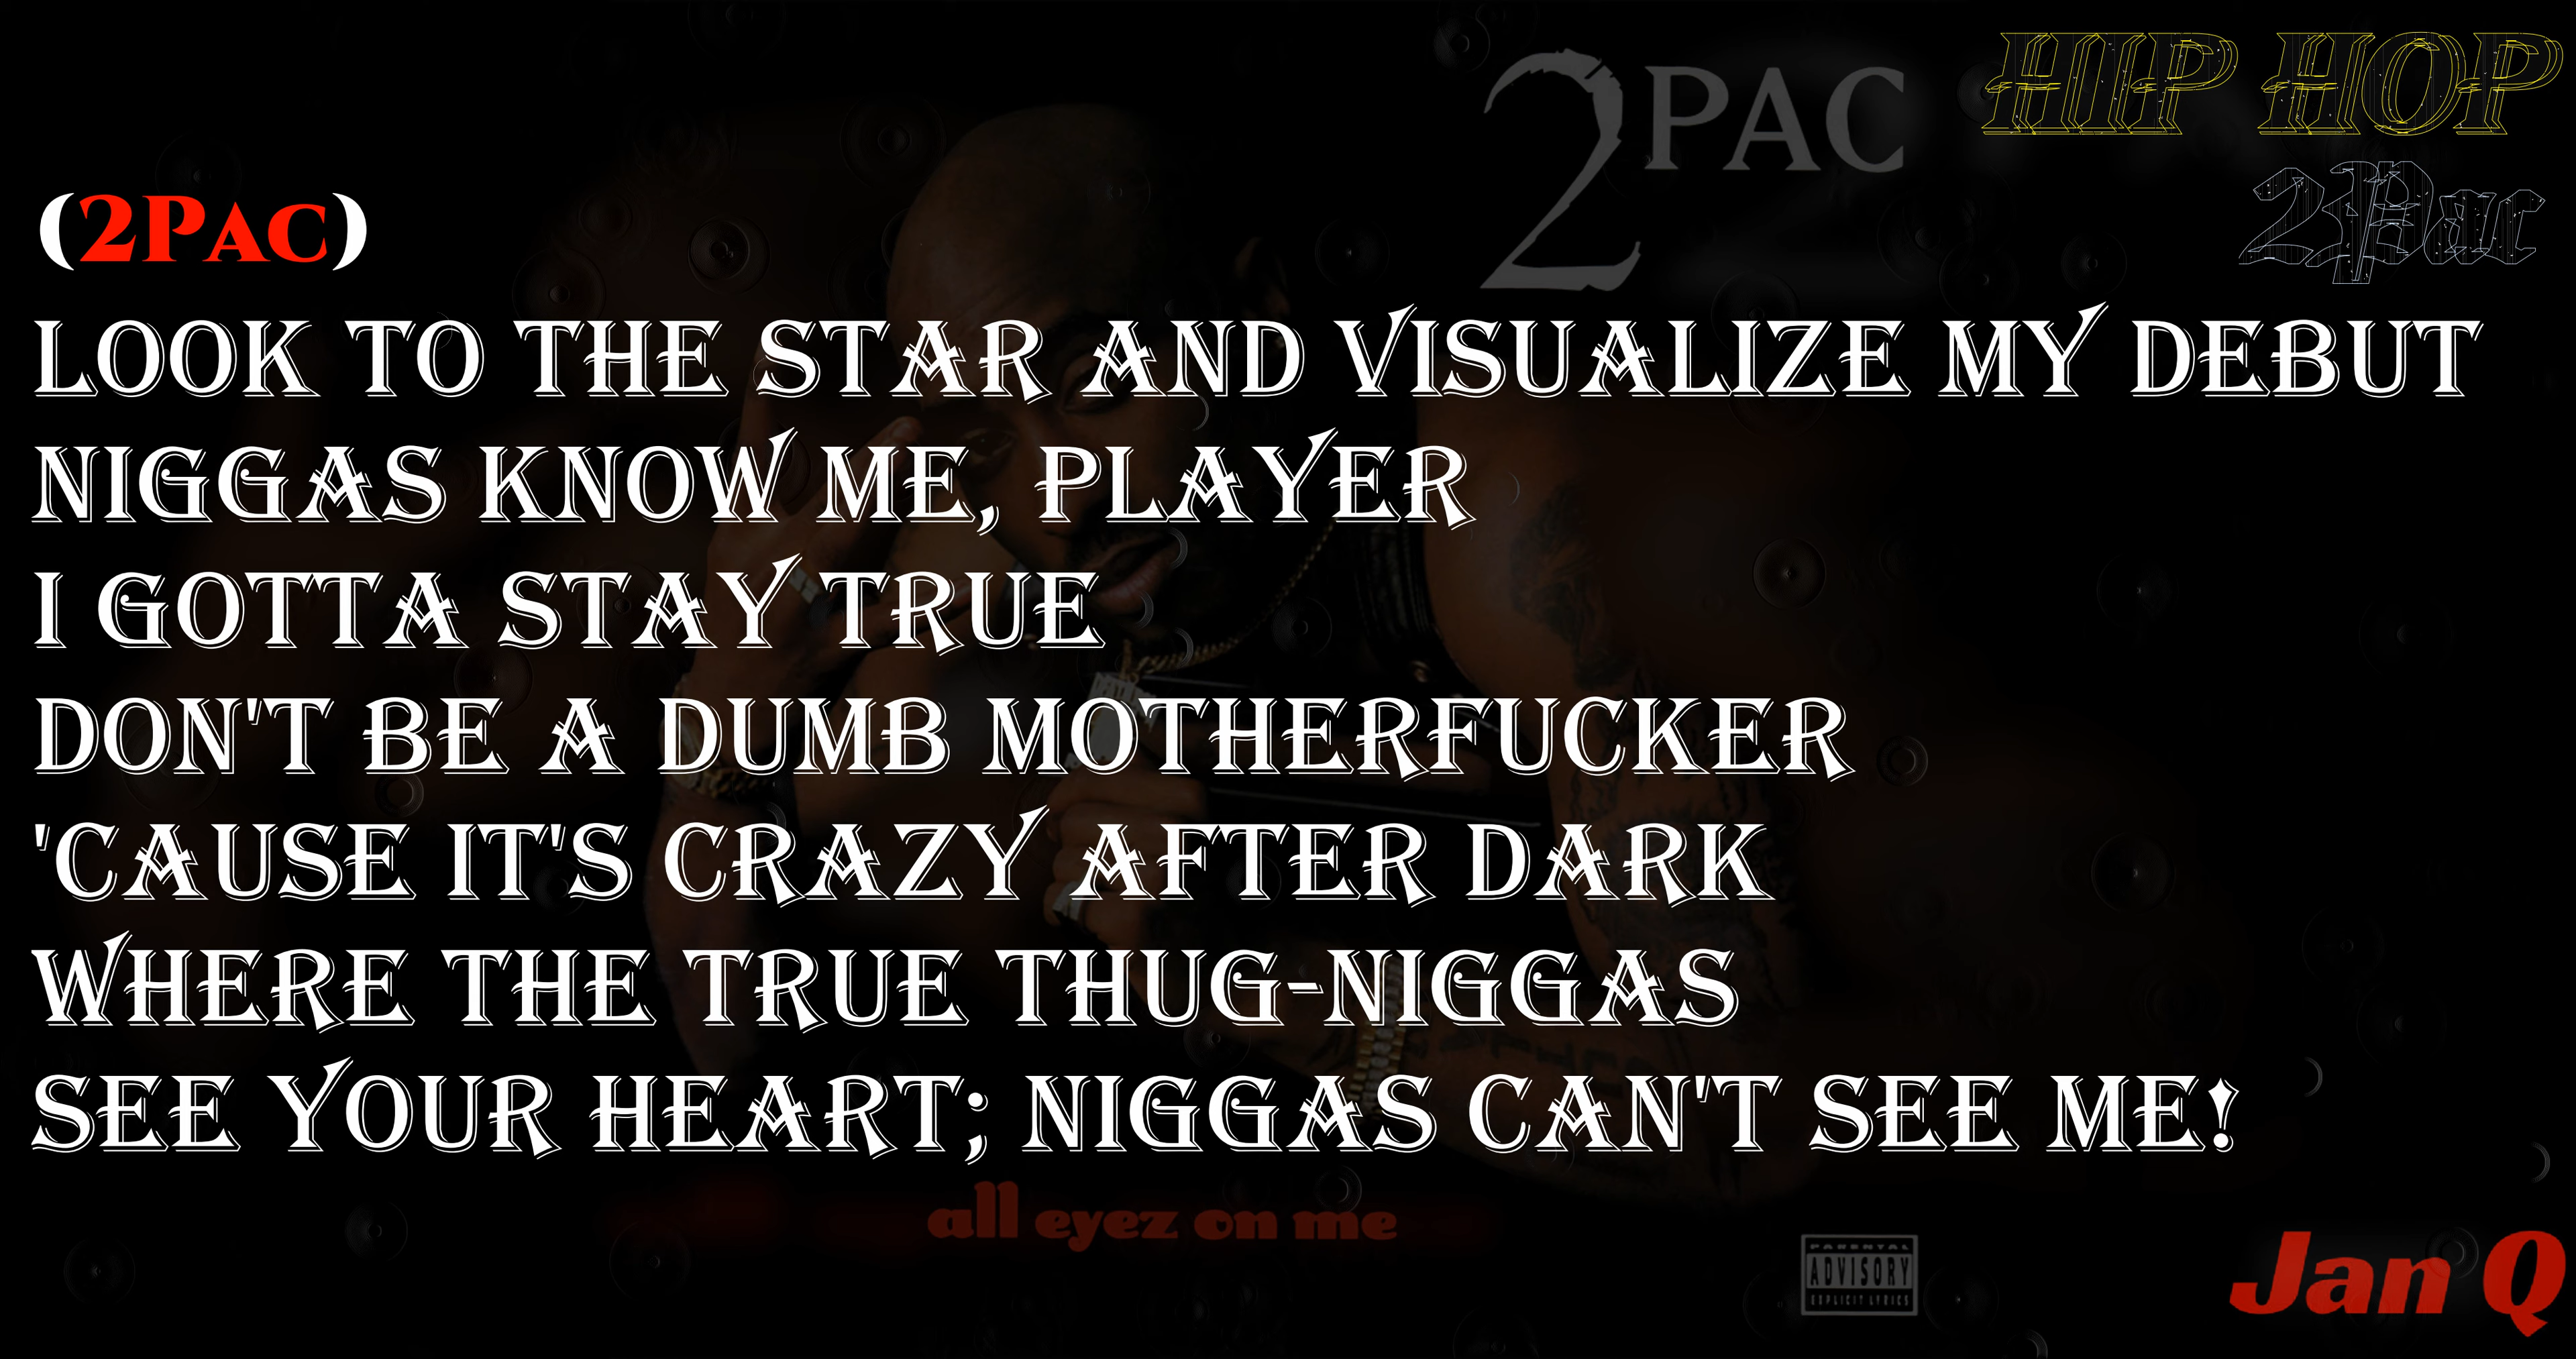 2PAC
HIP HOP
2Pac
(2PAC)
LOOK TO THE STAR AND VISUALIZE MY DEBUT
NIGGAS KNOW ME, PLAYER
I GOTTA STAY TRUE
DON'T BE A DUMB MOTHERFUCKER
'CAUSE IT'S CRAZY AFTER DARK
WHERE THE TRUE THUG-NIGGAS
SEE YOUR HEART; NIGGAS CAN'T SEE ME!
all eyez on me
PARENTAL
ADVISORY
EXPLICIT LYRICS
Jan Q